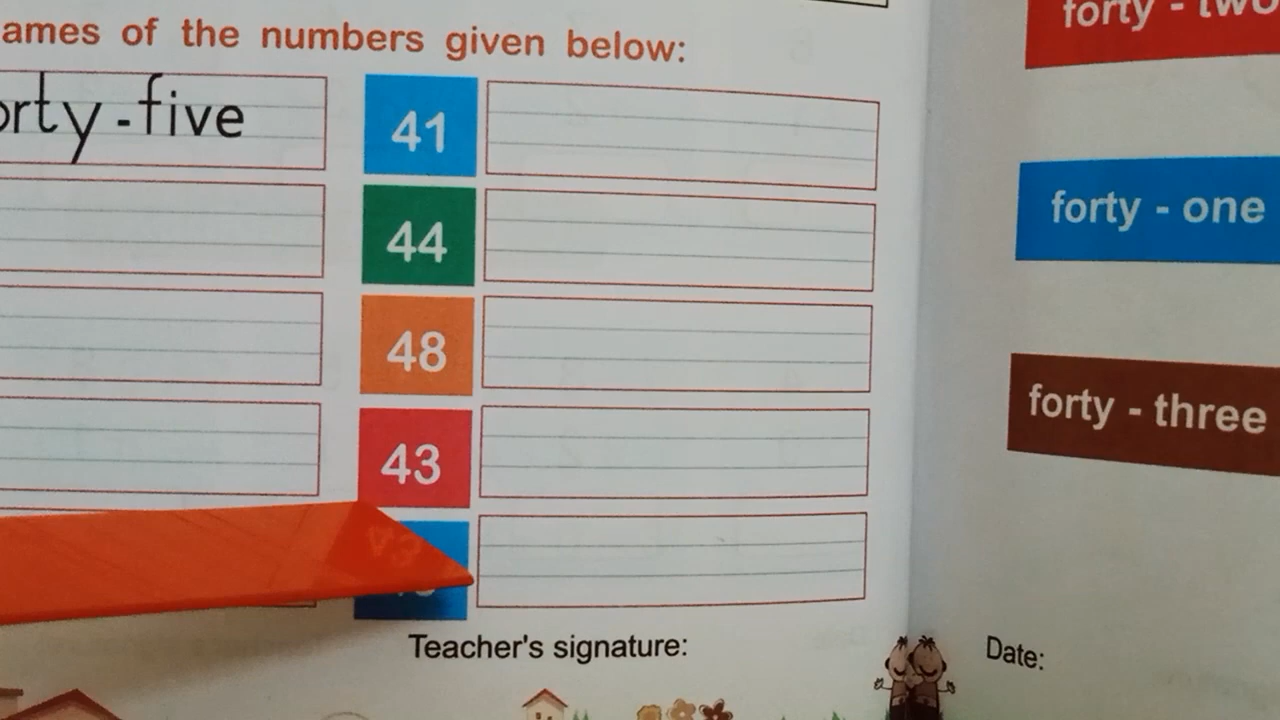 ames of the numbers given below:
orty - five
41
44
48
43
Teacher's signature:
forty - two
forty - one
forty - three
Date: